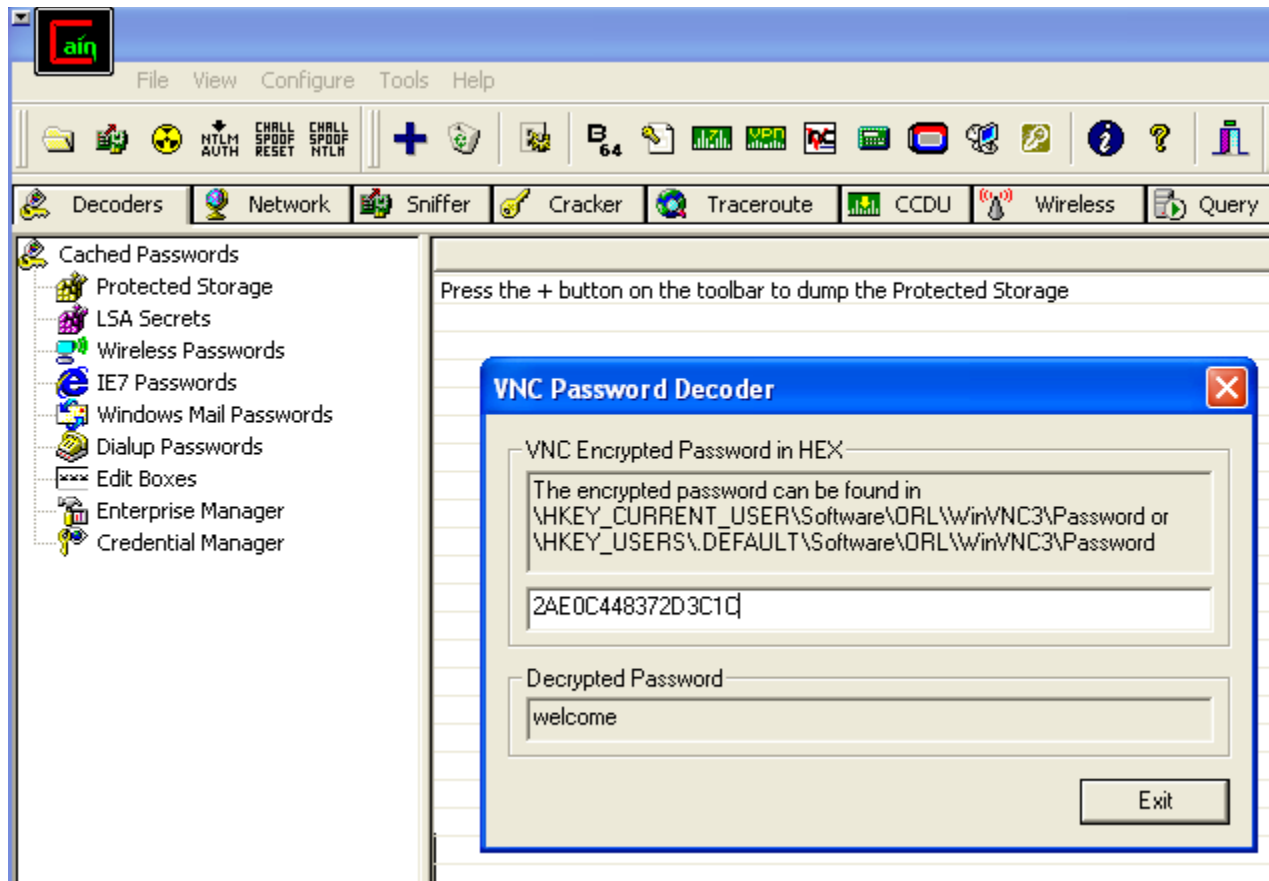 aín
File View Configure Tools Help
NTLM AUTH CHALL SPOOF RESET CHALL SPOOF NTLM B 64 VPN
Decoders Network Sniffer Cracker Traceroute CCDU Wireless Query
Cached Passwords
Protected Storage
LSA Secrets
Wireless Passwords
IE7 Passwords
Windows Mail Passwords
Dialup Passwords
Edit Boxes
Enterprise Manager
Credential Manager
Press the + button on the toolbar to dump the Protected Storage
VNC Password Decoder
VNC Encrypted Password in HEX
The encrypted password can be found in
\HKEY_CURRENT_USER\Software\ORL\WinVNC3\Password or
\HKEY_USERS\.DEFAULT\Software\ORL\WinVNC3\Password
2AE0C448372D3C1C
Decrypted Password
welcome
Exit